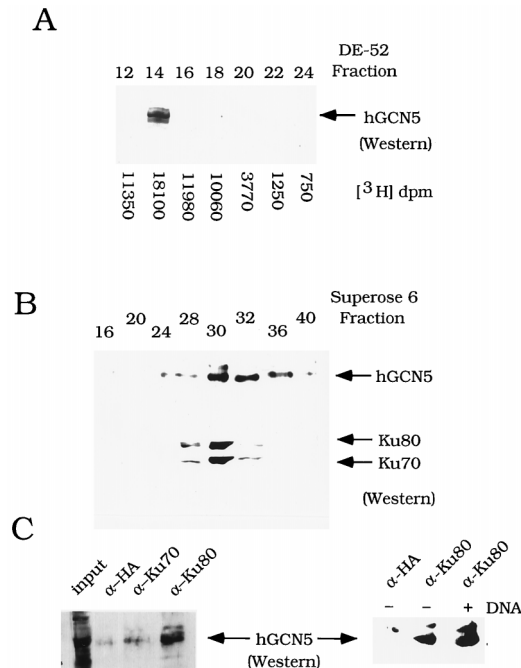 A
DE-52
Fraction
12 14 16 18 20 22 24
hGCN5
(Western)
11350 18100 11980 10060 3770 1250 750
[³H] dpm
B
Superose 6
Fraction
16 20 24 28 30 32 36 40
hGCN5
Ku80
Ku70
(Western)
C
input α-HA α-Ku70 α-Ku80
hGCN5
(Western)
α-HA α-Ku80 α-Ku80
– – + DNA